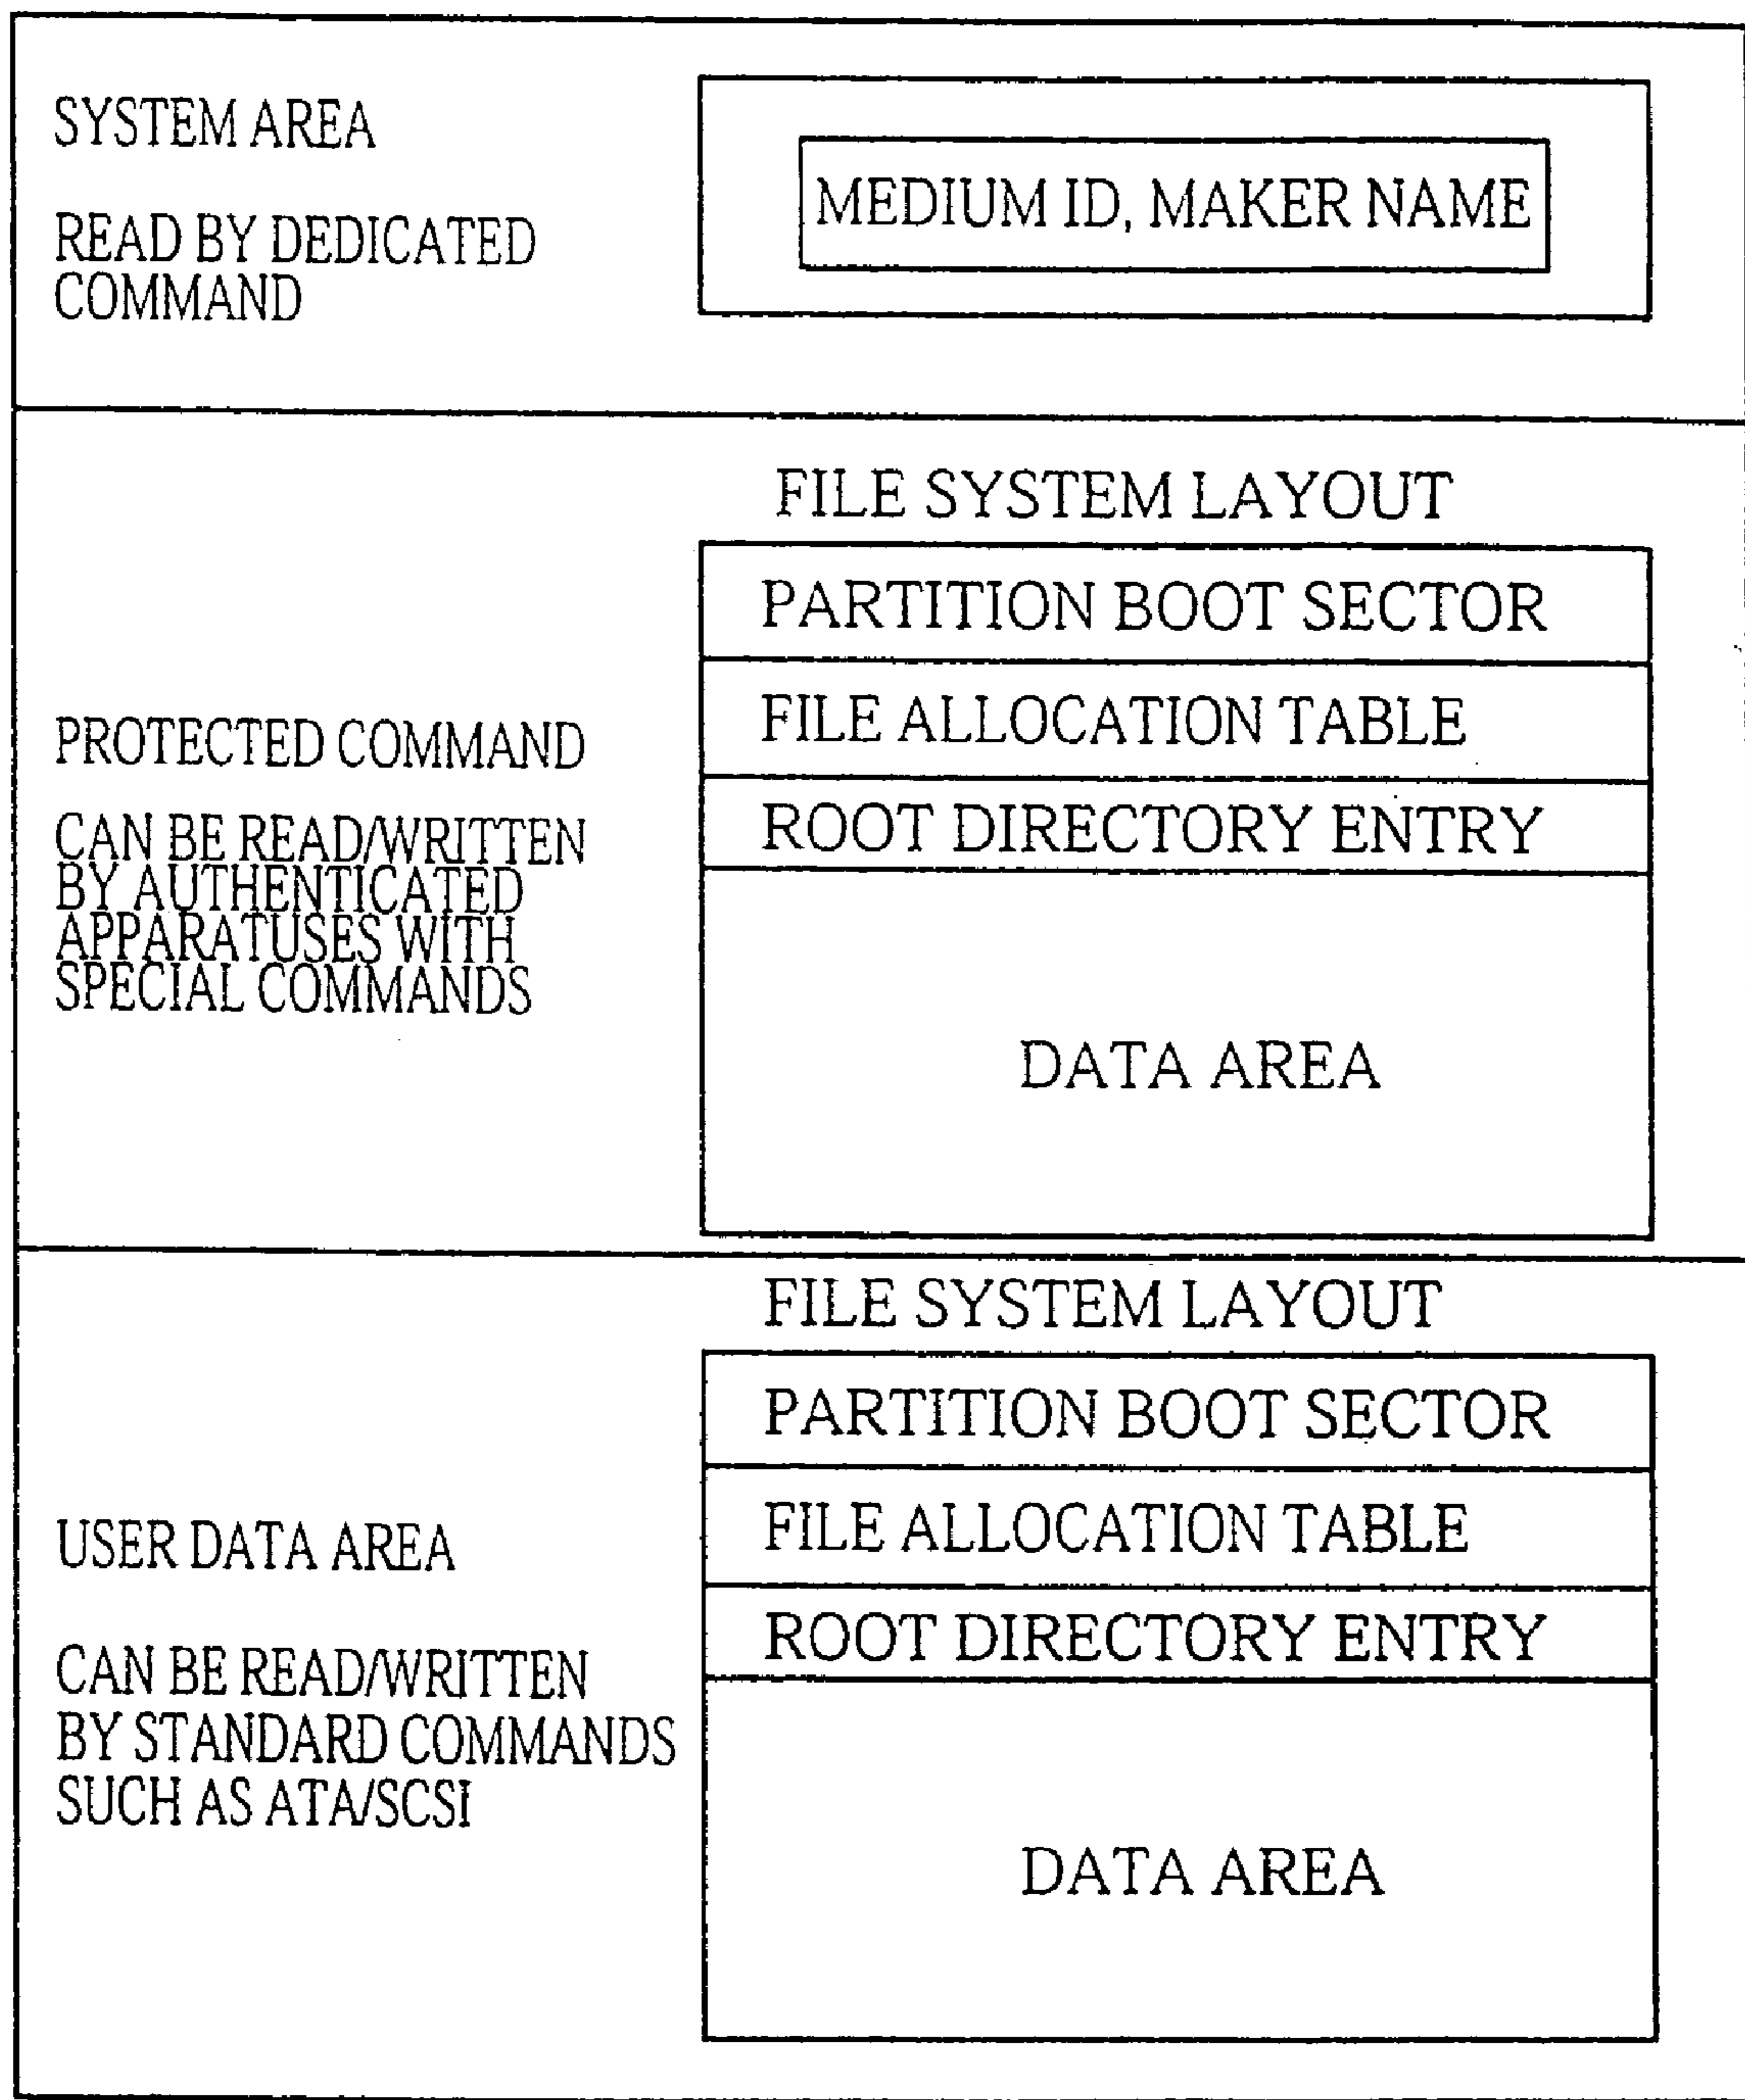 SYSTEM AREA
READ BY DEDICATED
COMMAND
MEDIUM ID, MAKER NAME
FILE SYSTEM LAYOUT
PARTITION BOOT SECTOR
FILE ALLOCATION TABLE
ROOT DIRECTORY ENTRY
DATA AREA
PROTECTED COMMAND
CAN BE READ/WRITTEN
BY AUTHENTICATED
APPARATUSES WITH
SPECIAL COMMANDS
FILE SYSTEM LAYOUT
PARTITION BOOT SECTOR
FILE ALLOCATION TABLE
ROOT DIRECTORY ENTRY
DATA AREA
USER DATA AREA
CAN BE READ/WRITTEN
BY STANDARD COMMANDS
SUCH AS ATA/SCSI